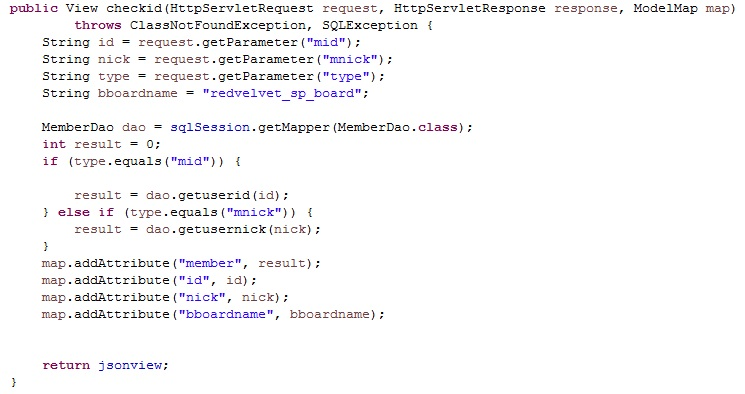 public View checkid(HttpServletRequest request, HttpServletResponse response, ModelMap map)
throws ClassNotFoundException, SQLException {
String id = request.getParameter("mid");
String nick = request.getParameter("mnick");
String type = request.getParameter("type");
String bboardname = "redvelvet_sp_board";
MemberDao dao = sqlSession.getMapper(MemberDao.class);
int result = 0;
if (type.equals("mid")) {
result = dao.getuserid(id);
} else if (type.equals("mnick")) {
result = dao.getusernick(nick);
}
map.addAttribute("member", result);
map.addAttribute("id", id);
map.addAttribute("nick", nick);
map.addAttribute("bboardname", bboardname);
return jsonview;
}